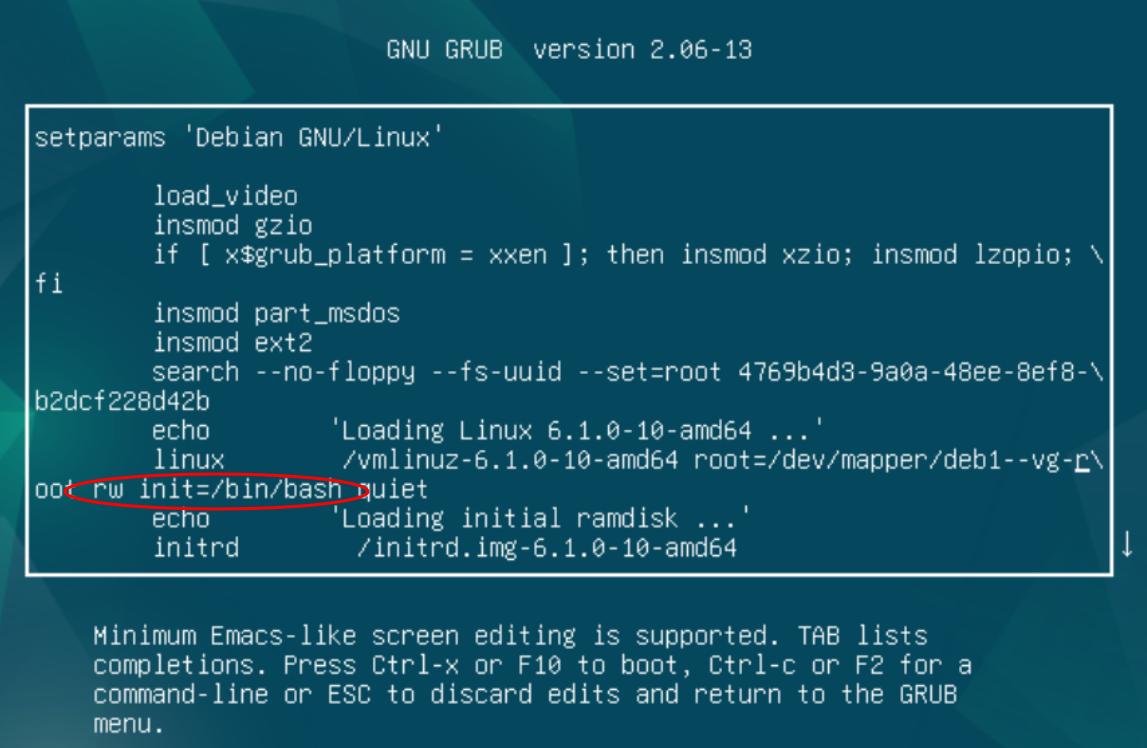 GNU GRUB  version 2.06-13
setparams 'Debian GNU/Linux'
load_video
insmod gzio
if [ x$grub_platform = xxen ]; then insmod xzio; insmod lzopio; \
fi
insmod part_msdos
insmod ext2
search --no-floppy --fs-uuid --set=root 4769b4d3-9a0a-48ee-8ef8-\
b2dcf228d42b
echo        'Loading Linux 6.1.0-10-amd64 ...'
linux        /vmlinuz-6.1.0-10-amd64 root=/dev/mapper/deb1--vg-r\
oot rw init=/bin/bash quiet
echo        'Loading initial ramdisk ...'
initrd        /initrd.img-6.1.0-10-amd64
↓
Minimum Emacs-like screen editing is supported. TAB lists
completions. Press Ctrl-x or F10 to boot, Ctrl-c or F2 for a
command-line or ESC to discard edits and return to the GRUB
menu.